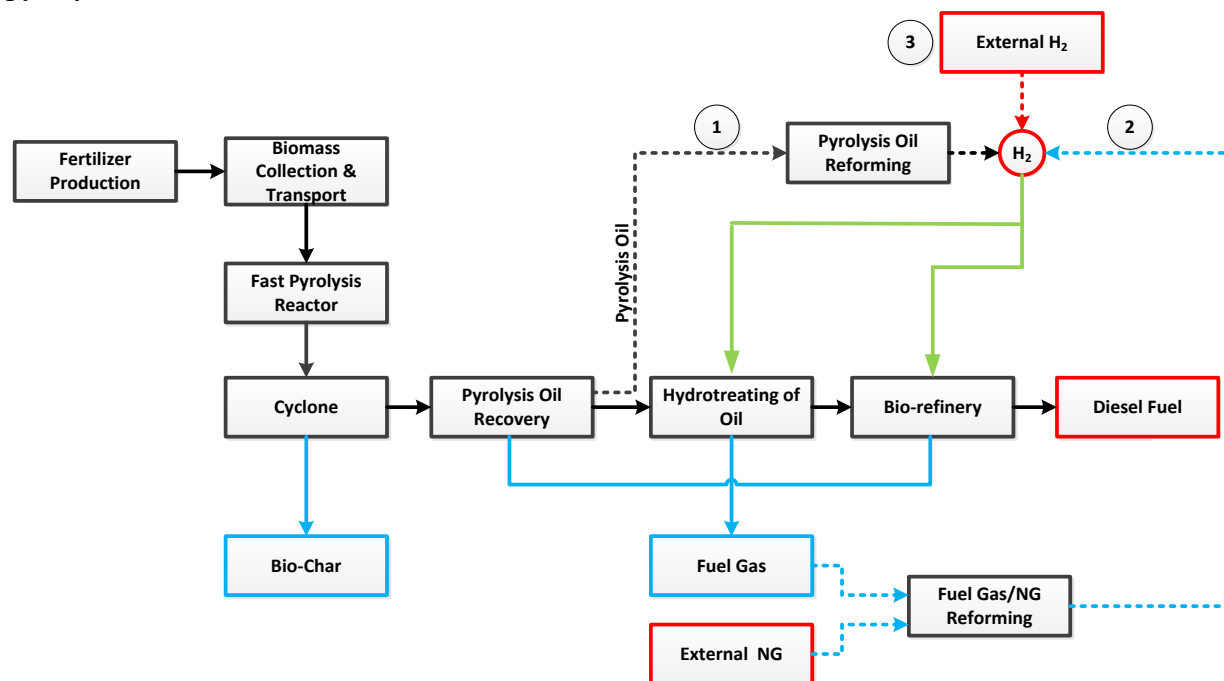 3
External H₂
1
2
Pyrolysis Oil
Reforming
H₂
Fertilizer
Production
Biomass
Collection &
Transport
Pyrolysis Oil
Fast Pyrolysis
Reactor
Cyclone
Pyrolysis Oil
Recovery
Hydrotreating of
Oil
Bio-refinery
Diesel Fuel
Bio-Char
Fuel Gas
Fuel Gas/NG
Reforming
External NG